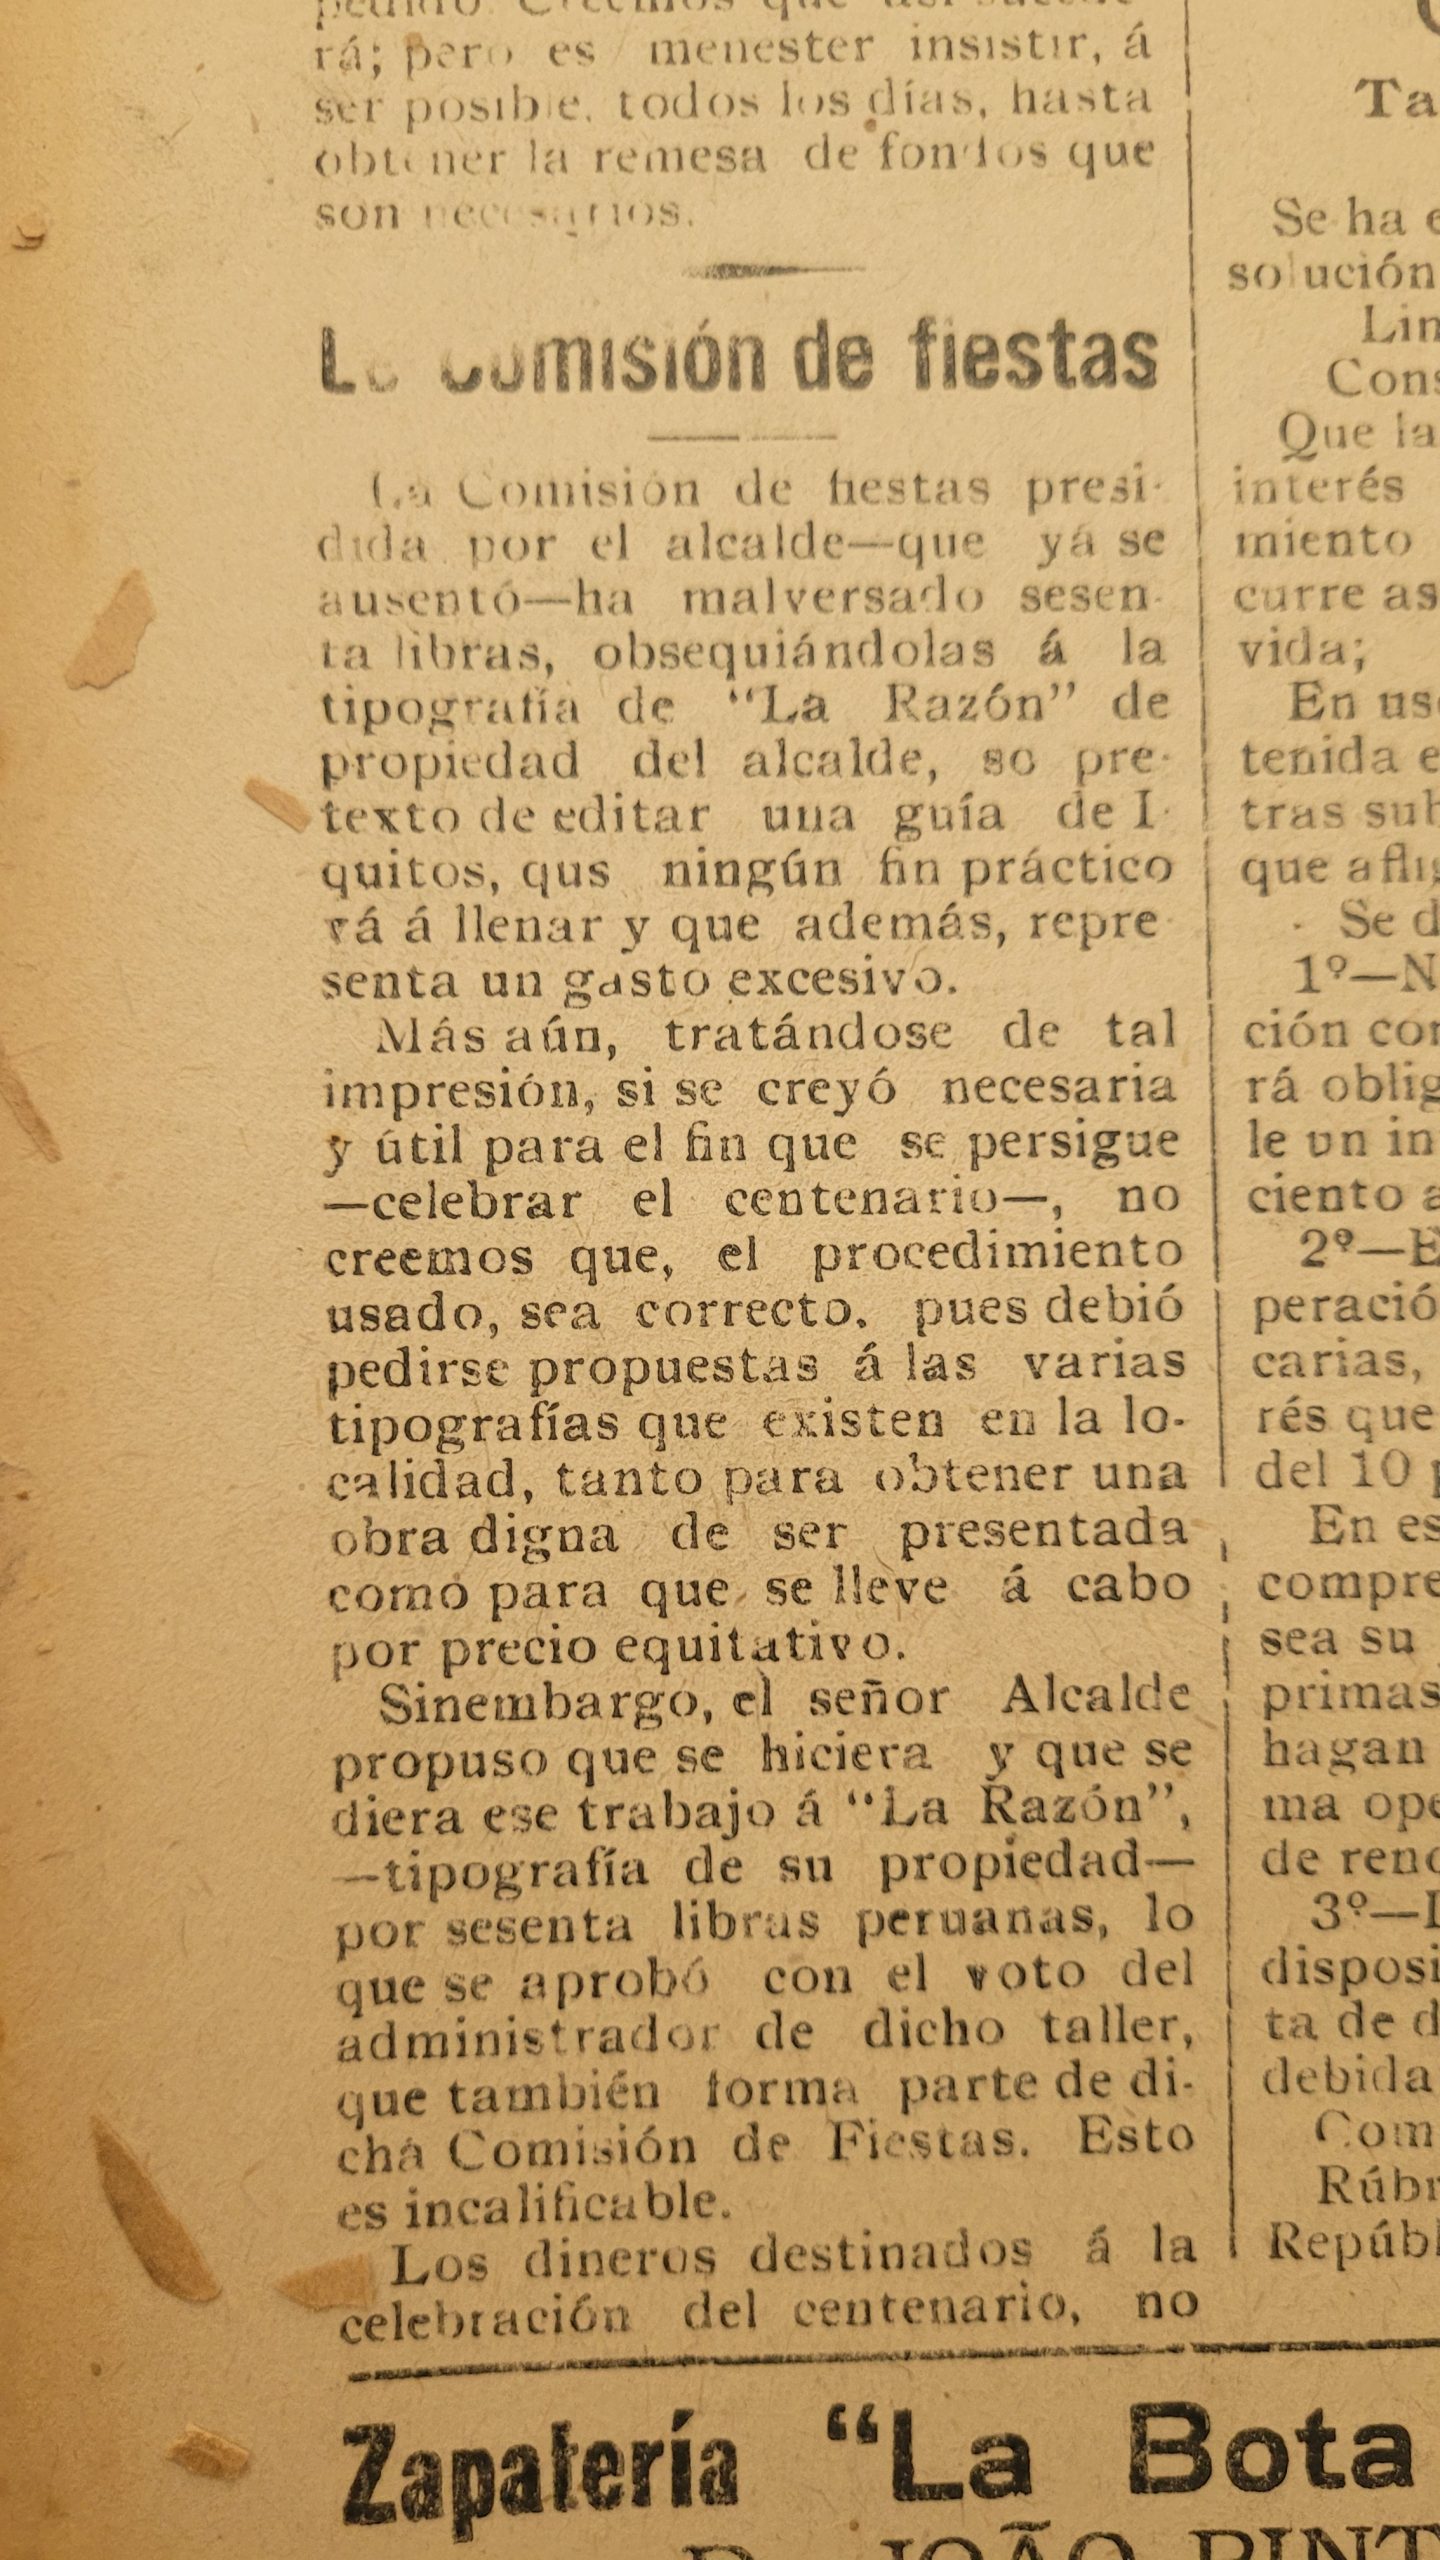 rá; pero es menester insistir, á
ser posible, todos los días, hasta
obtener la remesa de fondos que
son necesarios.
La Comisión de fiestas
La Comisión de fiestas presi-
dida por el alcalde—que yá se
ausentó—ha malversado sesen-
ta libras, obsequiándolas á la
tipografía de “La Razón” de
propiedad del alcalde, so pre-
texto de editar una guía de I-
quitos, qus ningún fin práctico
vá á llenar y que además, repre
senta un gasto excesivo.
Más aún, tratándose de tal
impresión, si se creyó necesaria
y útil para el fin que se persigue
—celebrar el centenario—, no
creemos que, el procedimiento
usado, sea correcto, pues debió
pedirse propuestas á las varias
tipografías que existen en la lo-
calidad, tanto para obtener una
obra digna de ser presentada
como para que se lleve á cabo
por precio equitativo.
Sinembargo, el señor Alcalde
propuso que se hiciera y que se
diera ese trabajo á “La Razón”,
—tipografía de su propiedad—
por sesenta libras peruanas, lo
que se aprobó con el voto del
administrador de dicho taller,
que también forma parte de di-
cha Comisión de Fiestas. Esto
es incalificable.
Los dineros destinados á la
celebración del centenario, no
Ta
Se ha e
solución
Lin
Cons
Que la
interés
miento
curre as
vida;
En uso
tenida e
tras sub
que aflig
Se d
1º—N
ción con
rá oblig
le un in
ciento a
2º—E
peració
carias,
rés que
del 10 p
En es
compre
sea su
primas
hagan
ma ope
de reno
3º—
disposi
ta de d
debida
Com
Rúbr
Repúbl
Zapatería “La Bota
D. JOÃO PINT